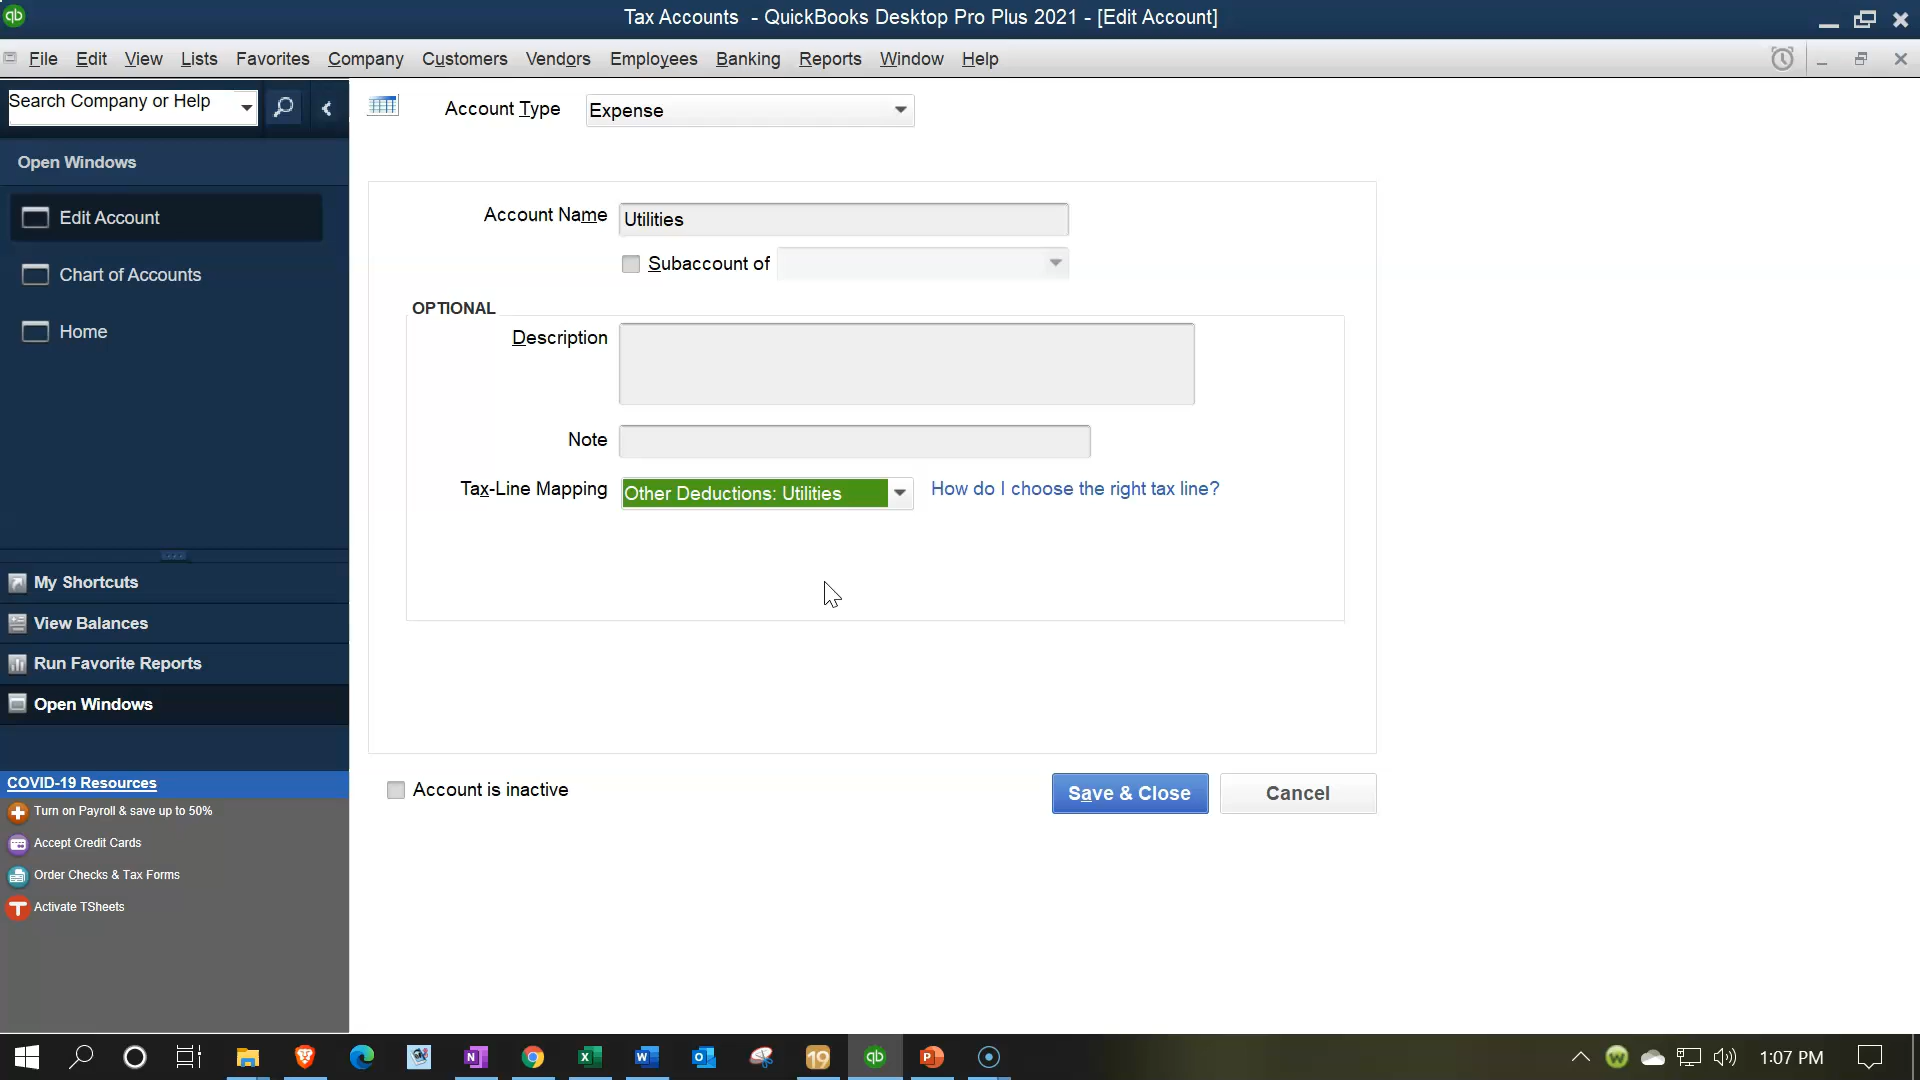 qb
Tax Accounts - QuickBooks Desktop Pro Plus 2021 - [Edit Account]
File Edit View Lists Favorites Company Customers Vendors Employees Banking Reports Window Help
Search Company or Help
Account Type Expense
Open Windows
Edit Account
Chart of Accounts
Home
Account Name Utilities
Subaccount of
OPTIONAL
Description
Note
Tax-Line Mapping Other Deductions: Utilities How do I choose the right tax line?
My Shortcuts
View Balances
Run Favorite Reports
Open Windows
COVID-19 Resources
Turn on Payroll & save up to 50%
Accept Credit Cards
Order Checks & Tax Forms
Activate TSheets
Account is inactive
Save & Close Cancel
N X W O 19 qb P W 1:07 PM